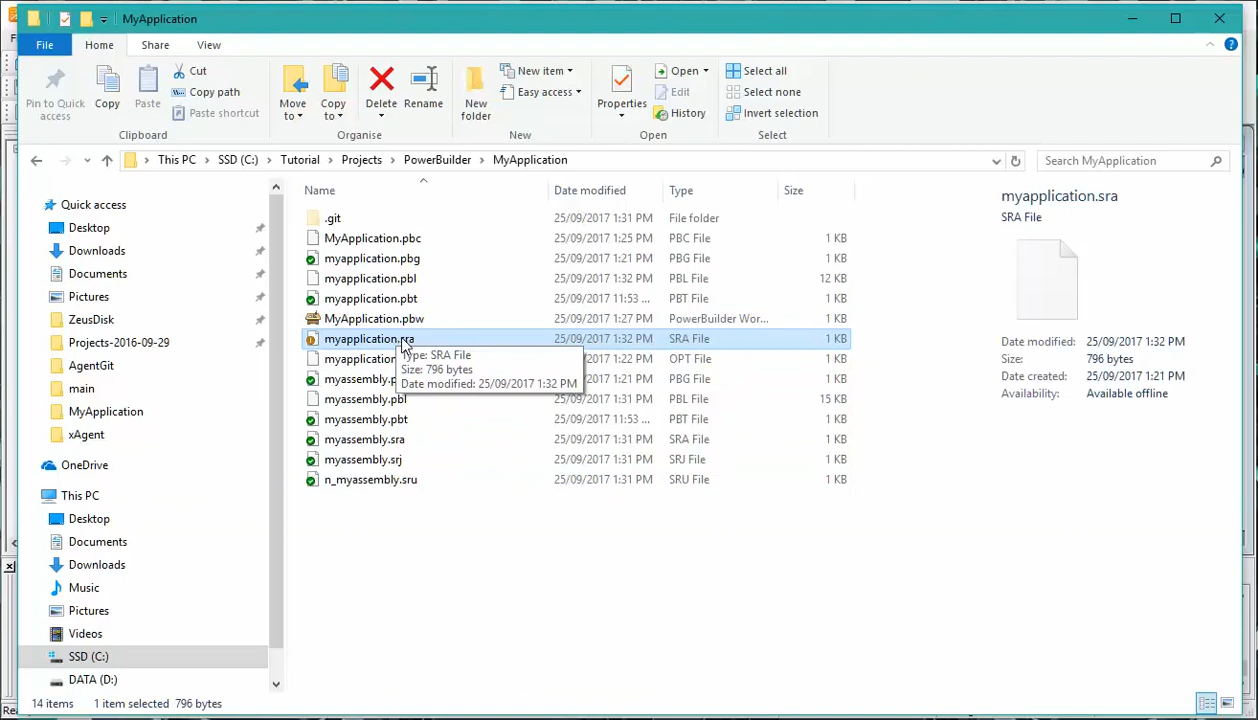 MyApplication
File Home Share View
Pin to Quick access
Copy
Paste
Cut
Copy path
Paste shortcut
Clipboard
Move to
Copy to
Delete
Rename
Organise
New folder
New item
Easy access
New
Properties
Open
Edit
History
Open
Select all
Select none
Invert selection
Select
This PC > SSD (C:) > Tutorial > Projects > PowerBuilder > MyApplication
Search MyApplication
Quick access
Desktop
Downloads
Documents
Pictures
ZeusDisk
Projects-2016-09-29
AgentGit
main
MyApplication
xAgent
OneDrive
This PC
Desktop
Documents
Downloads
Music
Pictures
Videos
SSD (C:)
DATA (D:)
Name Date modified Type Size
.git 25/09/2017 1:31 PM File folder
MyApplication.pbc 25/09/2017 1:25 PM PBC File 1 KB
myapplication.pbg 25/09/2017 1:21 PM PBG File 1 KB
myapplication.pbl 25/09/2017 1:32 PM PBL File 12 KB
myapplication.pbt 25/09/2017 11:53 ... PBT File 1 KB
MyApplication.pbw 25/09/2017 1:27 PM PowerBuilder Wor... 1 KB
myapplication.sra 25/09/2017 1:32 PM SRA File 1 KB
myapplication 25/09/2017 1:22 PM OPT File 1 KB
myassembly.p 25/09/2017 1:21 PM PBG File 1 KB
myassembly.pbl 25/09/2017 1:31 PM PBL File 15 KB
myassembly.pbt 25/09/2017 11:53 ... PBT File 1 KB
myassembly.sra 25/09/2017 1:31 PM SRA File 1 KB
myassembly.srj 25/09/2017 1:31 PM SRJ File 1 KB
n_myassembly.sru 25/09/2017 1:31 PM SRU File 1 KB
Type: SRA File
Size: 796 bytes
Date modified: 25/09/2017 1:32 PM
myapplication.sra
SRA File
Date modified: 25/09/2017 1:32 PM
Size: 796 bytes
Date created: 25/09/2017 1:21 PM
Availability: Available offline
14 items 1 item selected 796 bytes